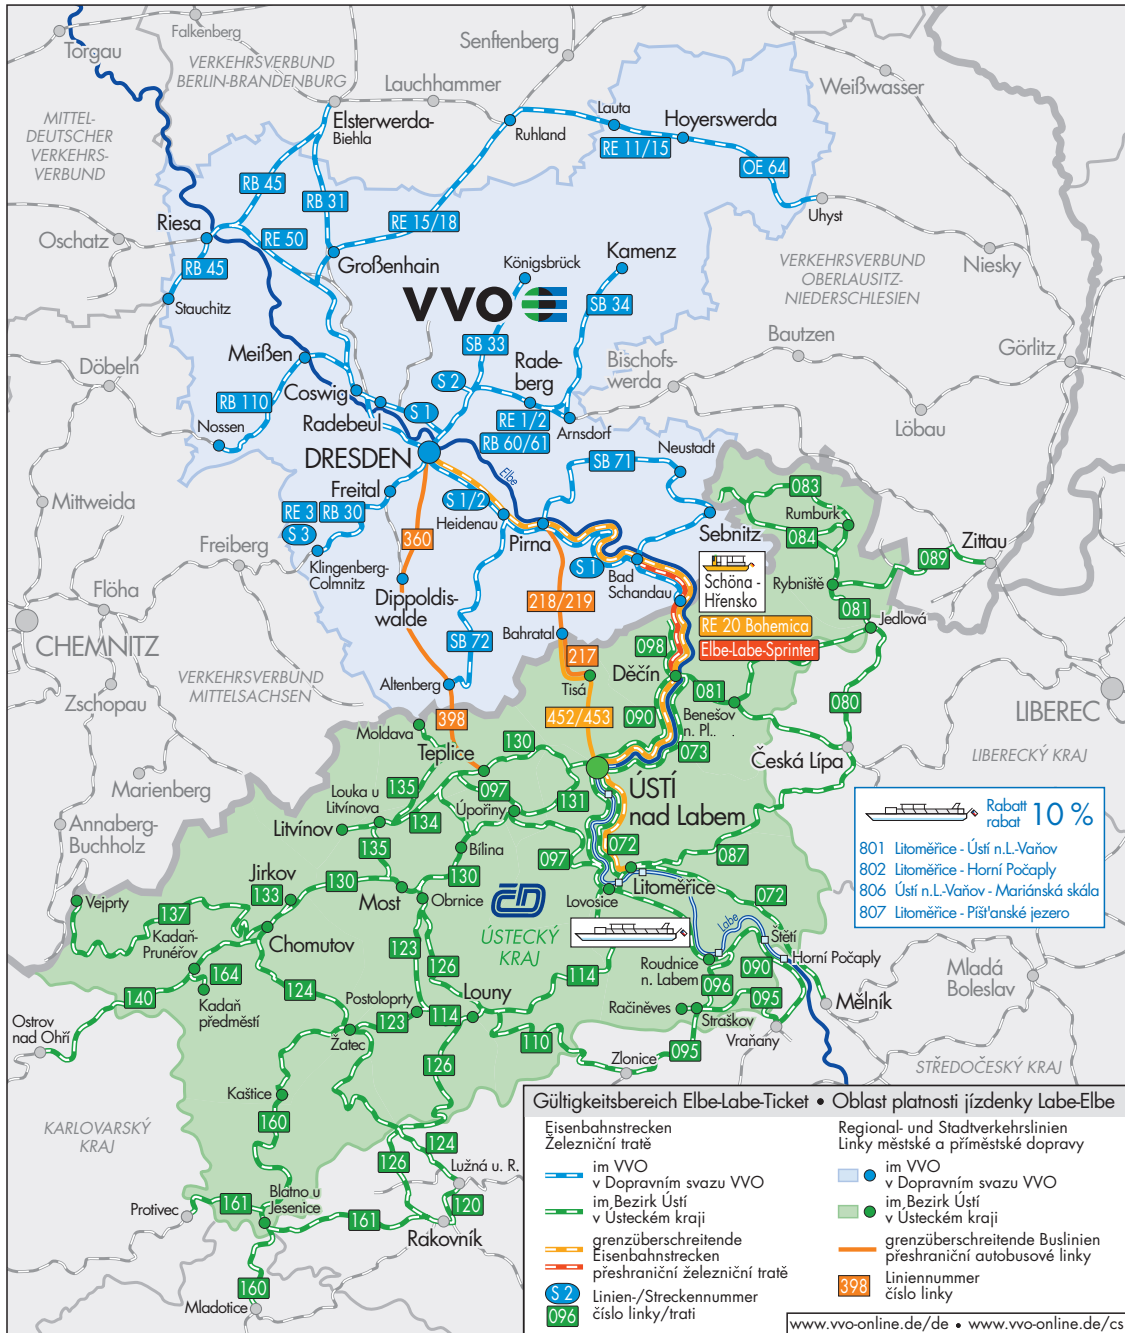 Torgau
Falkenberg
VERKEHRSVERBUND
BERLIN-BRANDENBURG
Senftenberg
Lauchhammer
Weißwasser
MITTEL-
DEUTSCHER
VERKEHRS-
VERBUND
Elsterwerda-
Biehla
Ruhland
Lauta
Hoyerswerda
RE 11/15
OE 64
RB 45
RB 31
RE 15/18
Uhyst
Riesa
Oschatz
RE 50
RB 45
Großenhain
Königsbrück
Kamenz
VERKEHRSVERBUND
OBERLAUSITZ-
NIEDERSCHLESIEN
Niesky
Stauchitz
VVO
SB 34
SB 33
Meißen
Döbeln
Rade-
berg
Bischofs-
werda
Bautzen
Görlitz
S 2
Coswig
RB 110
S 1
RE 1/2
RB 60/61
Arnsdorf
Radebeul
Nossen
Löbau
DRESDEN
Elbe
SB 71
Neustadt
Mittweida
Freital
RE 3
RB 30
S 3
S 1/2
Heidenau
Pirna
Sebnitz
083
Rumburk
084
089
Zittau
Freiberg
360
Klingenberg-
Colmnitz
S 1
Bad
Schandau
Schöna -
Hřensko
Rybniště
Flöha
CHEMNITZ
Dippoldis-
walde
218/219
081
Jedlová
RE 20 Bohemica
Elbe-Labe-Sprinter
SB 72
Bahratal
098
217
Tisá
Děčín
VERKEHRSVERBUND
MITTELSACHSEN
Zschopau
Altenberg
398
452/453
090
081
Benešov
n. Pl.
080
LIBEREC
Moldava
Teplice
130
073
Česká Lípa
LIBERECKÝ KRAJ
Marienberg
Louka u
Litvínova
135
097
ÚSTÍ
nad Labem
Annaberg-
Buchholz
Litvínov
134
Úpořiny
131
Rabatt
rabat
10 %
801 Litoměřice - Ústí n.L.-Vaňov
802 Litoměřice - Horní Počaply
806 Ústí n.L.-Vaňov - Mariánská skála
807 Litoměřice - Píšt'anské jezero
135
Bílina
097
072
087
Jirkov
133
130
130
Most
Obrnice
Litoměřice
Lovosice
072
Vejprty
137
Kadaň-
Prunéřov
Chomutov
ČD
ÚSTECKÝ
KRAJ
Labe
Štětí
Horní Počaply
164
123
126
114
Roudnice
n. Labem
090
096
140
Kadaň
předměstí
124
Postoloprty
Louny
123
114
Račiněves
Straškov
095
Mělník
Mladá
Boleslav
Ostrov
nad Ohří
Žatec
110
Vraňany
Zlonice
095
126
STŘEDOČESKÝ KRAJ
Kaštice
160
KARLOVARSKÝ
KRAJ
124
126
Lužná u. R.
120
161
Blatno u
Jesenice
161
Protivec
Rakovník
160
Mladotice
Gültigkeitsbereich Elbe-Labe-Ticket • Oblast platnosti jízdenky Labe-Elbe
Eisenbahnstrecken
Železniční tratě
im VVO
v Dopravním svazu VVO
im Bezirk Ústí
v Ústeckém kraji
grenzüberschreitende
Eisenbahnstrecken
přeshraniční železniční tratě
S 2
096
Linien-/Streckennummer
číslo linky/trati
Regional- und Stadtverkehrslinien
Linky městské a příměstské dopravy
im VVO
v Dopravním svazu VVO
im Bezirk Ústí
v Ústeckém kraji
grenzüberschreitende Buslinien
přeshraniční autobusové linky
398
Liniennummer
číslo linky
www.vvo-online.de/de • www.vvo-online.de/cs